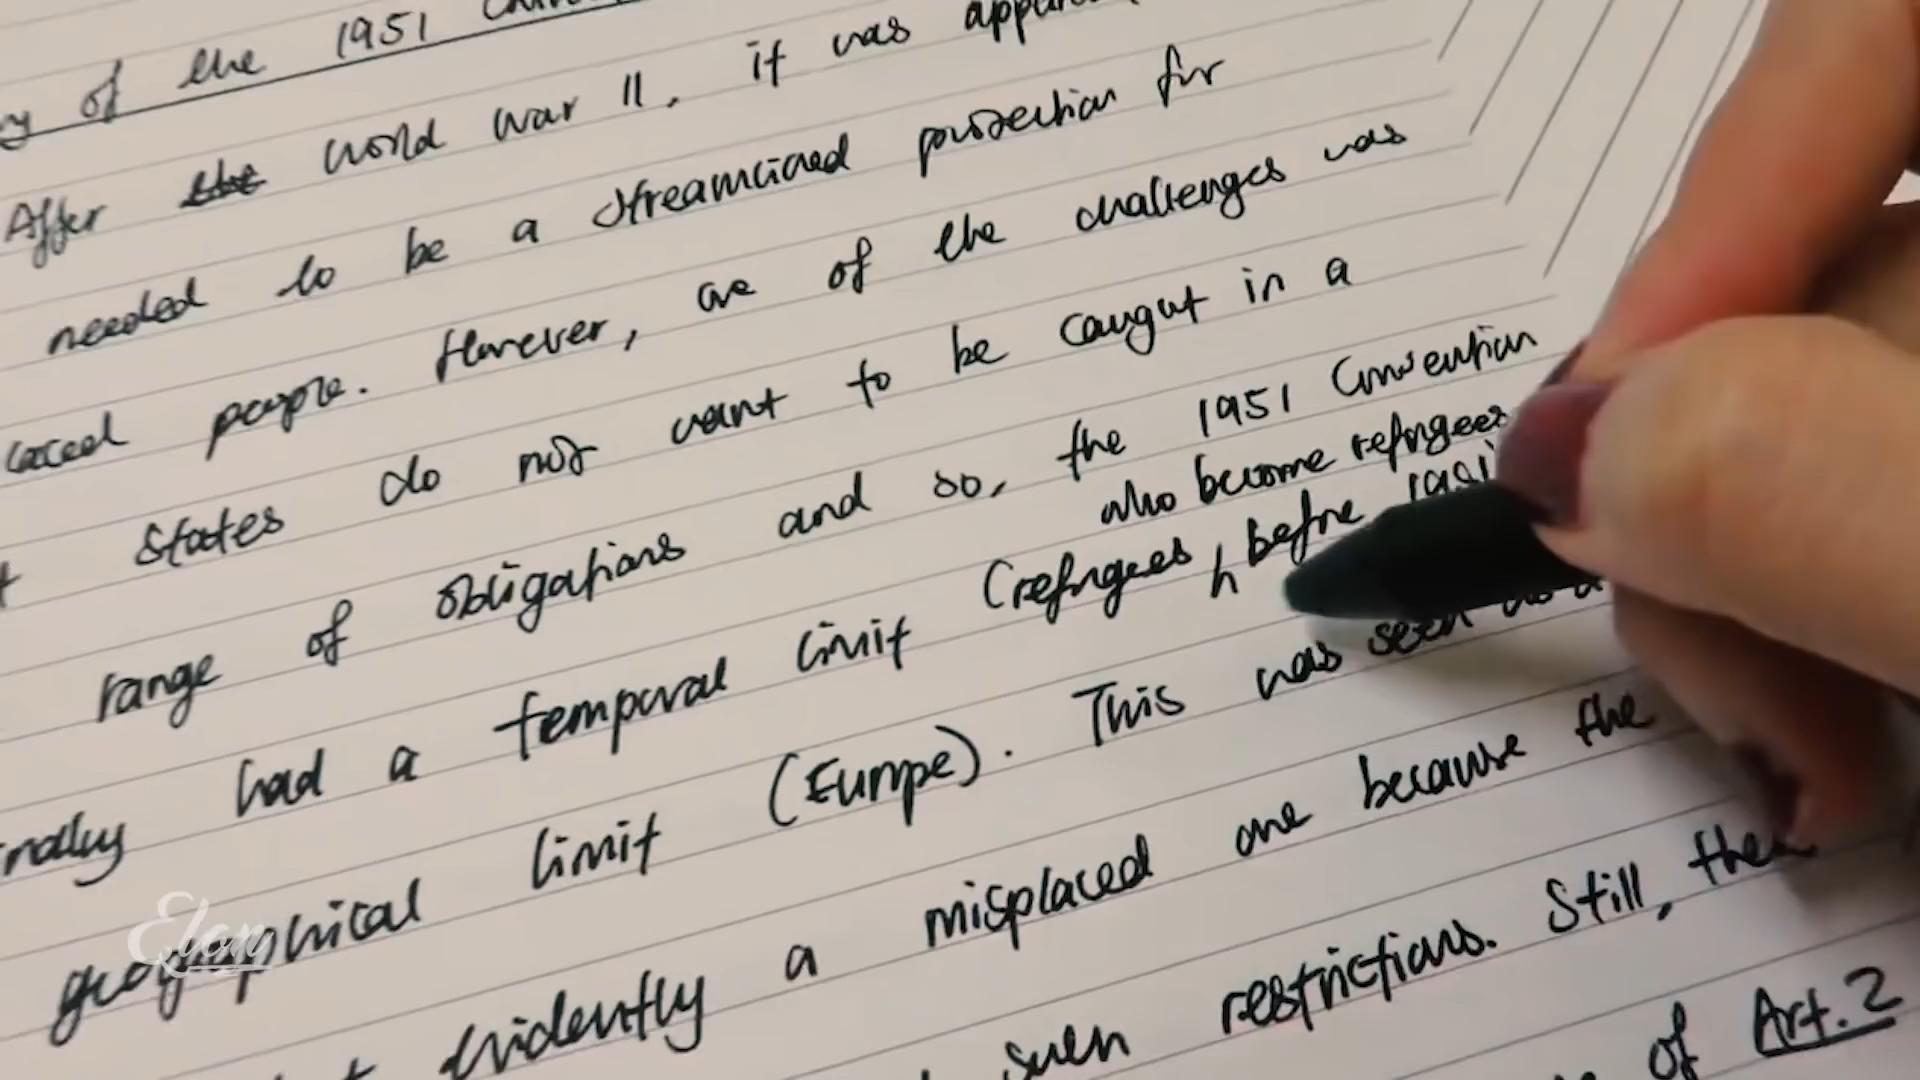 of the 1951
After the World War II, it was
needed to be a streamlined protection for
people. However, one of the challenges was
States do not want to be caught in a
range of obligations and so, the 1951 Convention
who become refugees
had a temporal limit (refugees before 1951
geographical limit (Europe). This was seen as a
evidently a misplaced one because the
such restrictions. Still,
of Art. 2
Elan